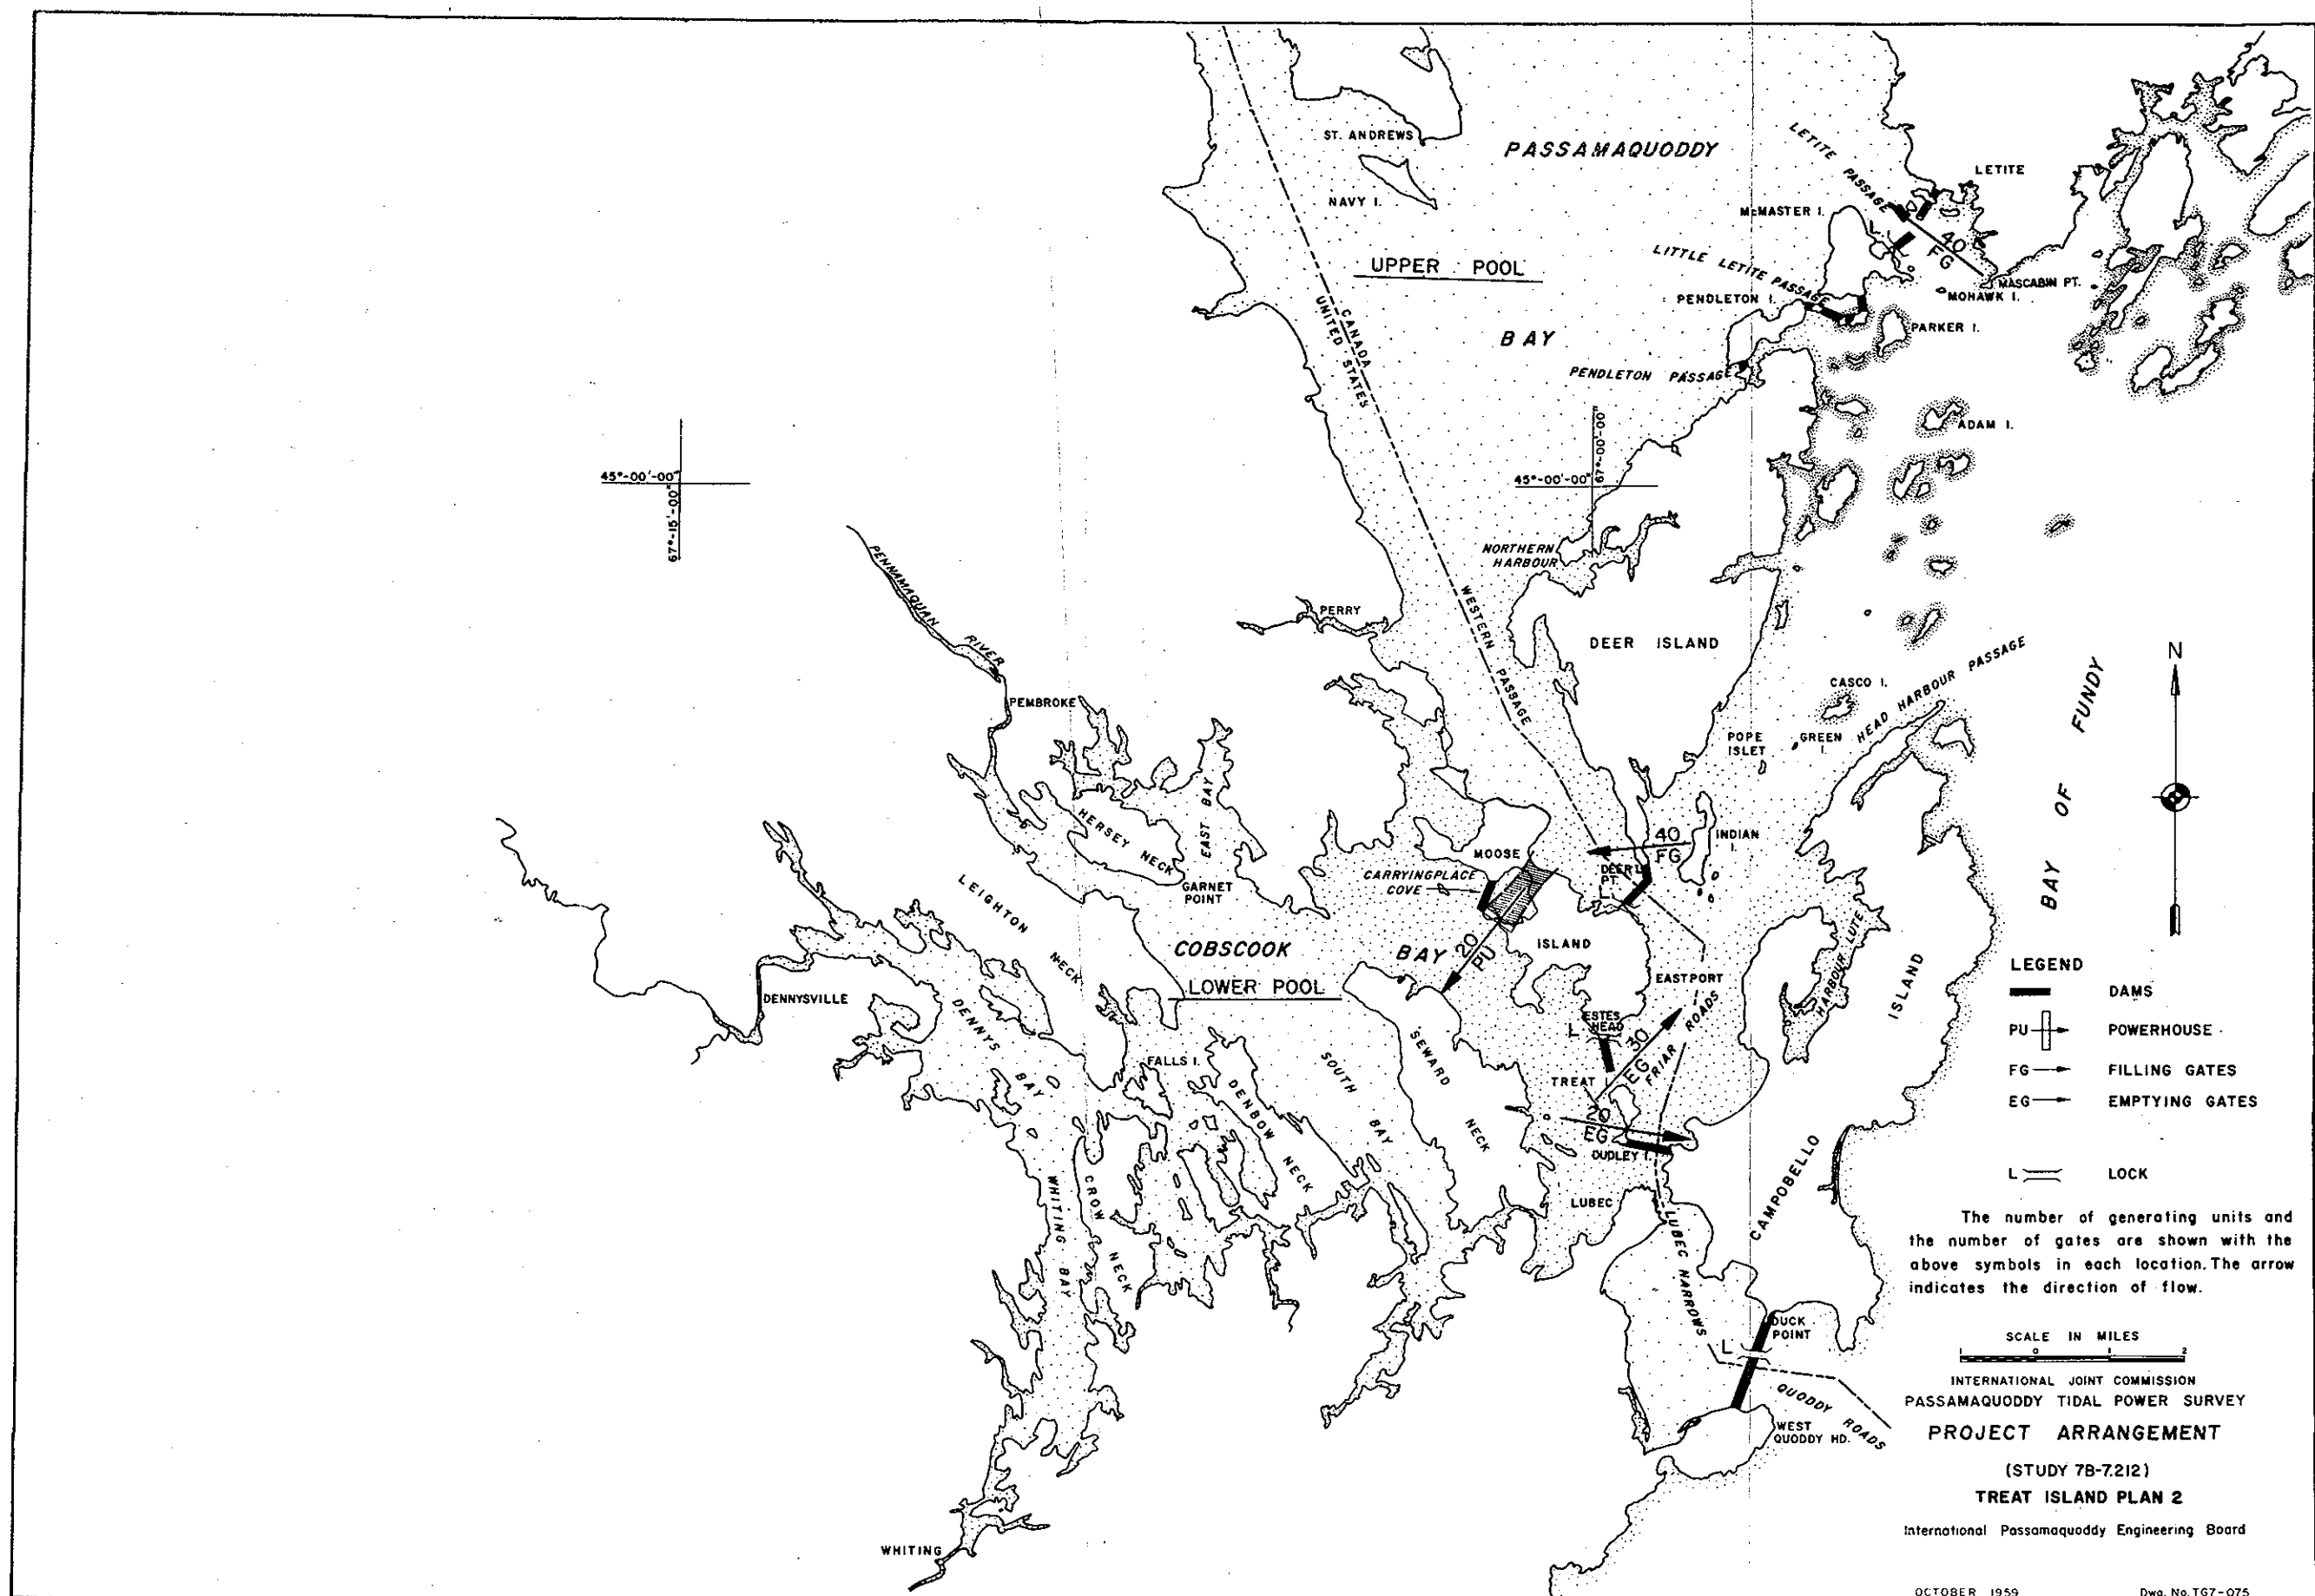 PASSAMAQUODDY
BAY
UPPER POOL
ST. ANDREWS
NAVY I.
LETITE PASSAGE
LETITE
McMASTER I.
40
FG
MASCABIN PT.
MOHAWK I.
LITTLE LETITE PASSAGE
PENDLETON I.
PARKER I.
PENDLETON PASSAGE
ADAM I.
CANADA
UNITED STATES
45°-00'-00"
67°-15'-00"
45°-00'-00"
67°-00'-00"
NORTHERN
HARBOUR
PENNAMAQUAN RIVER
PERRY
WESTERN PASSAGE
DEER ISLAND
PEMBROKE
CASCO I.
HEAD HARBOUR PASSAGE
POPE
ISLET
GREEN
I.
BAY OF FUNDY
N
HERSEY NECK
EAST BAY
GARNET
POINT
MOOSE
ISLAND
CARRYINGPLACE
COVE
40
FG
INDIAN
I.
DEER I.
PT.
L
LEIGHTON NECK
COBSCOOK
BAY
LOWER POOL
20
PU
EASTPORT
HARBOUR LUTE
DENNYSVILLE
DENNYS BAY
ESTES
HEAD
L
30
EG
FRIAR ROADS
FALLS I.
DENBOW NECK
SOUTH BAY
SEWARD NECK
TREAT I.
20
EG
DUDLEY I.
LUBEC
CAMPOBELLO
ISLAND
WHITING BAY
CROW NECK
LUBEC NARROWS
DUCK
POINT
L
QUODDY ROADS
WEST
QUODDY HD.
WHITING
LEGEND
DAMS
PU POWERHOUSE
FG FILLING GATES
EG EMPTYING GATES
L LOCK
The number of generating units and
the number of gates are shown with the
above symbols in each location. The arrow
indicates the direction of flow.
SCALE IN MILES
1 0 1 2
INTERNATIONAL JOINT COMMISSION
PASSAMAQUODDY TIDAL POWER SURVEY
PROJECT ARRANGEMENT
(STUDY 7B-7.212)
TREAT ISLAND PLAN 2
International Passamaquoddy Engineering Board
OCTOBER 1959 Dwg. No. TG7-075